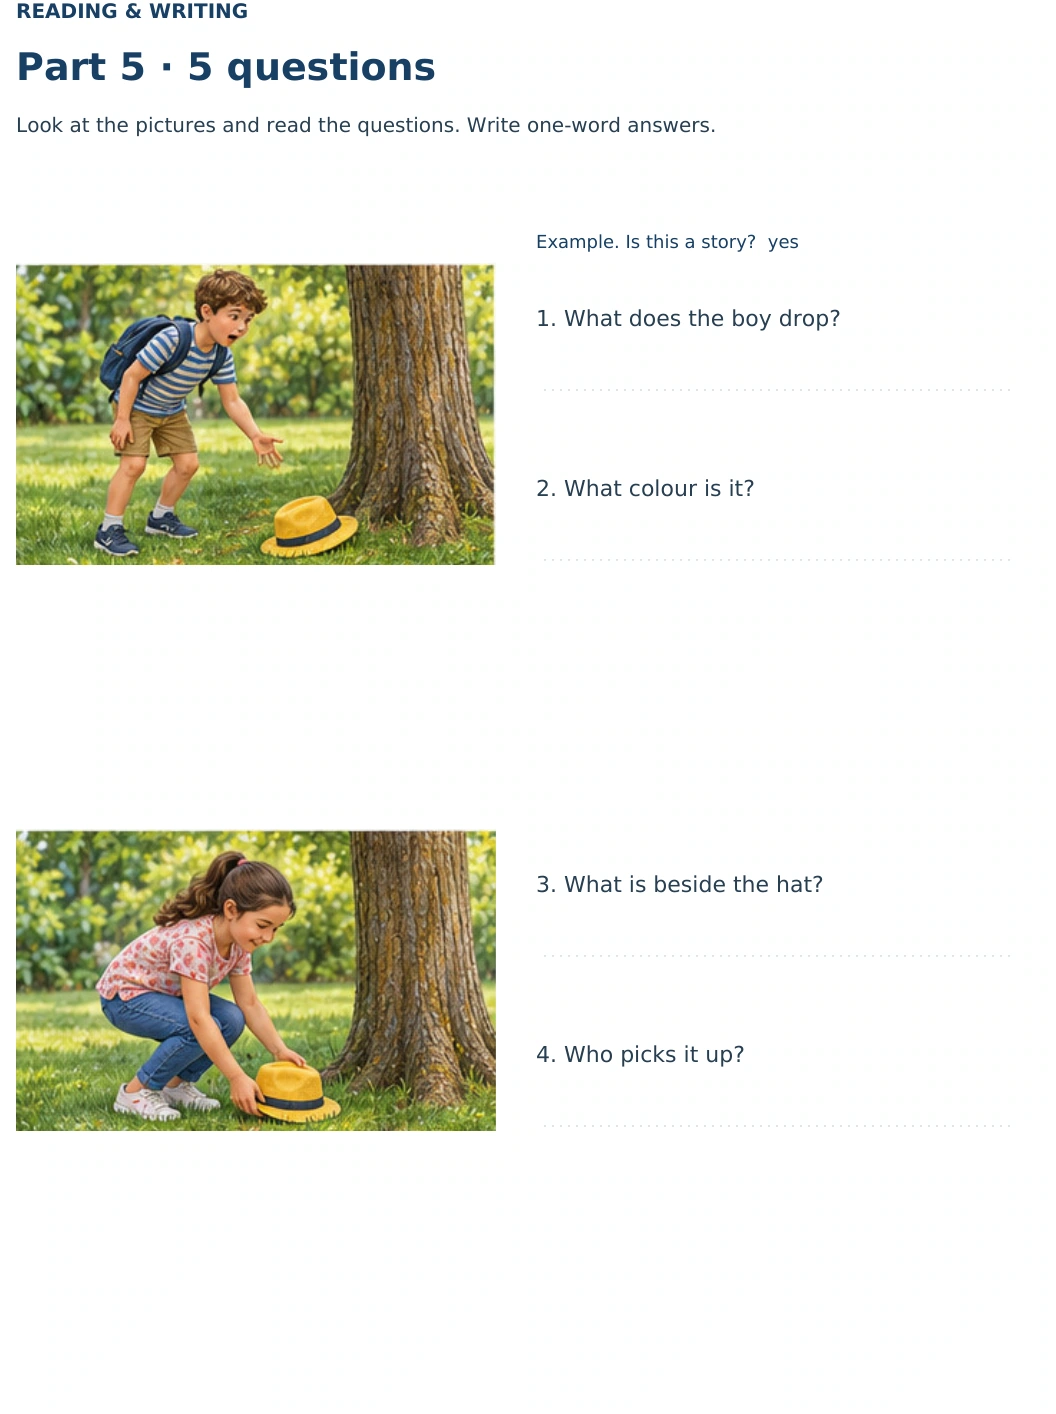 READING & WRITING
Part 5 · 5 questions
Look at the pictures and read the questions. Write one-word answers.
Example. Is this a story?  yes
1. What does the boy drop?
2. What colour is it?
3. What is beside the hat?
4. Who picks it up?